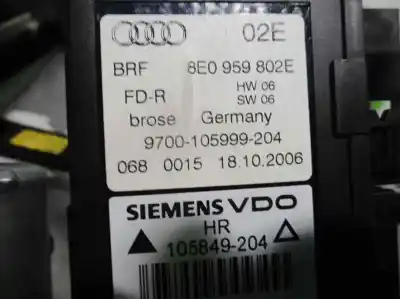 02E
BRF 8E0 959 802E
FD-R HW 06
SW 06
brose Germany
9700-105999-204
068 0015 18.10.2006
SIEMENS VDO
HR
105849-204